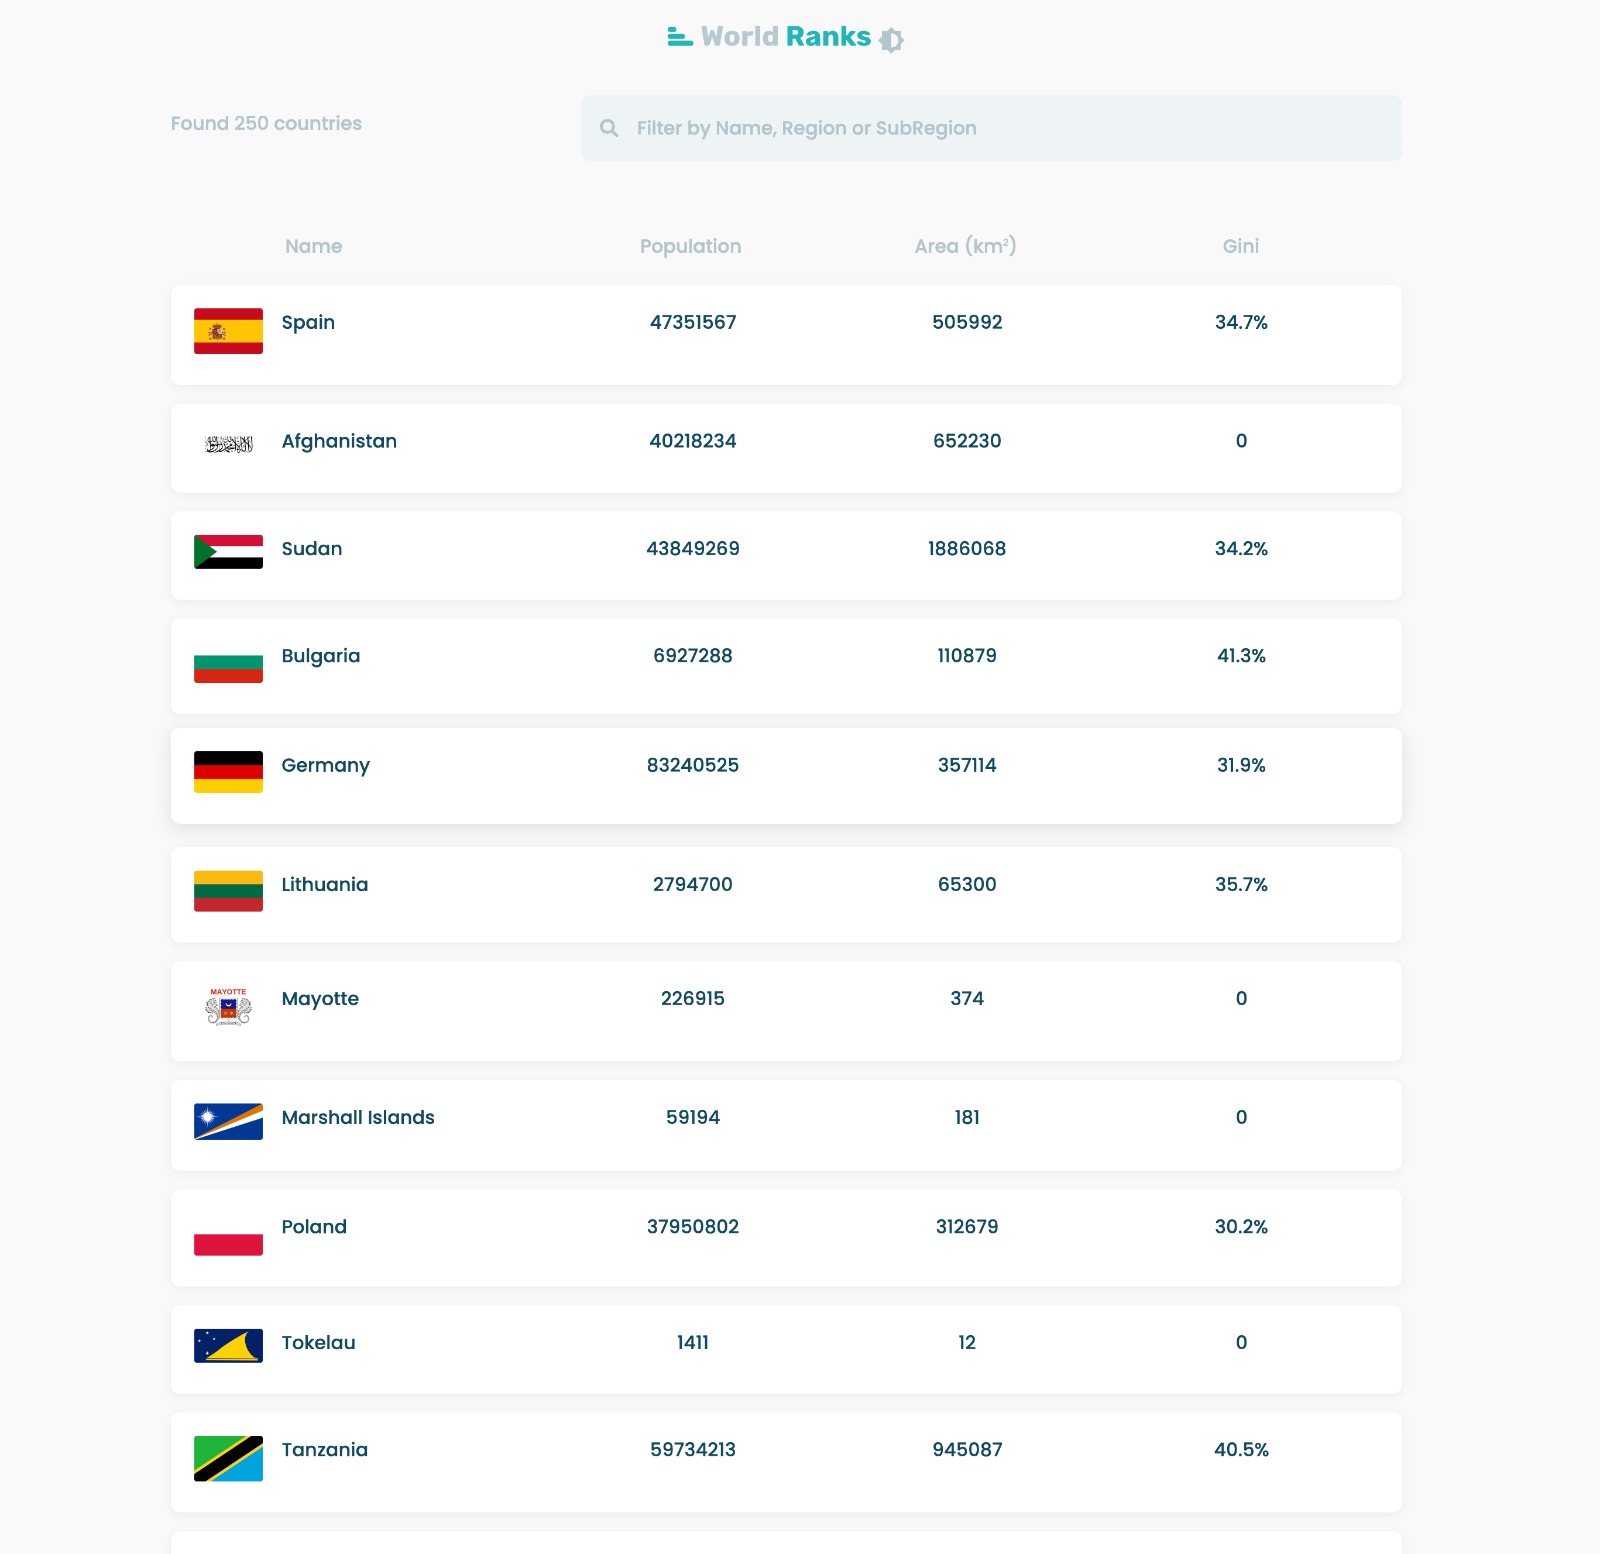 World Ranks
Found 250 countries
Filter by Name, Region or SubRegion
Name Population Area (km²) Gini
Spain 47351567 505992 34.7%
Afghanistan 40218234 652230 0
Sudan 43849269 1886068 34.2%
Bulgaria 6927288 110879 41.3%
Germany 83240525 357114 31.9%
Lithuania 2794700 65300 35.7%
MAYOTTE
Mayotte 226915 374 0
Marshall Islands 59194 181 0
Poland 37950802 312679 30.2%
Tokelau 1411 12 0
Tanzania 59734213 945087 40.5%